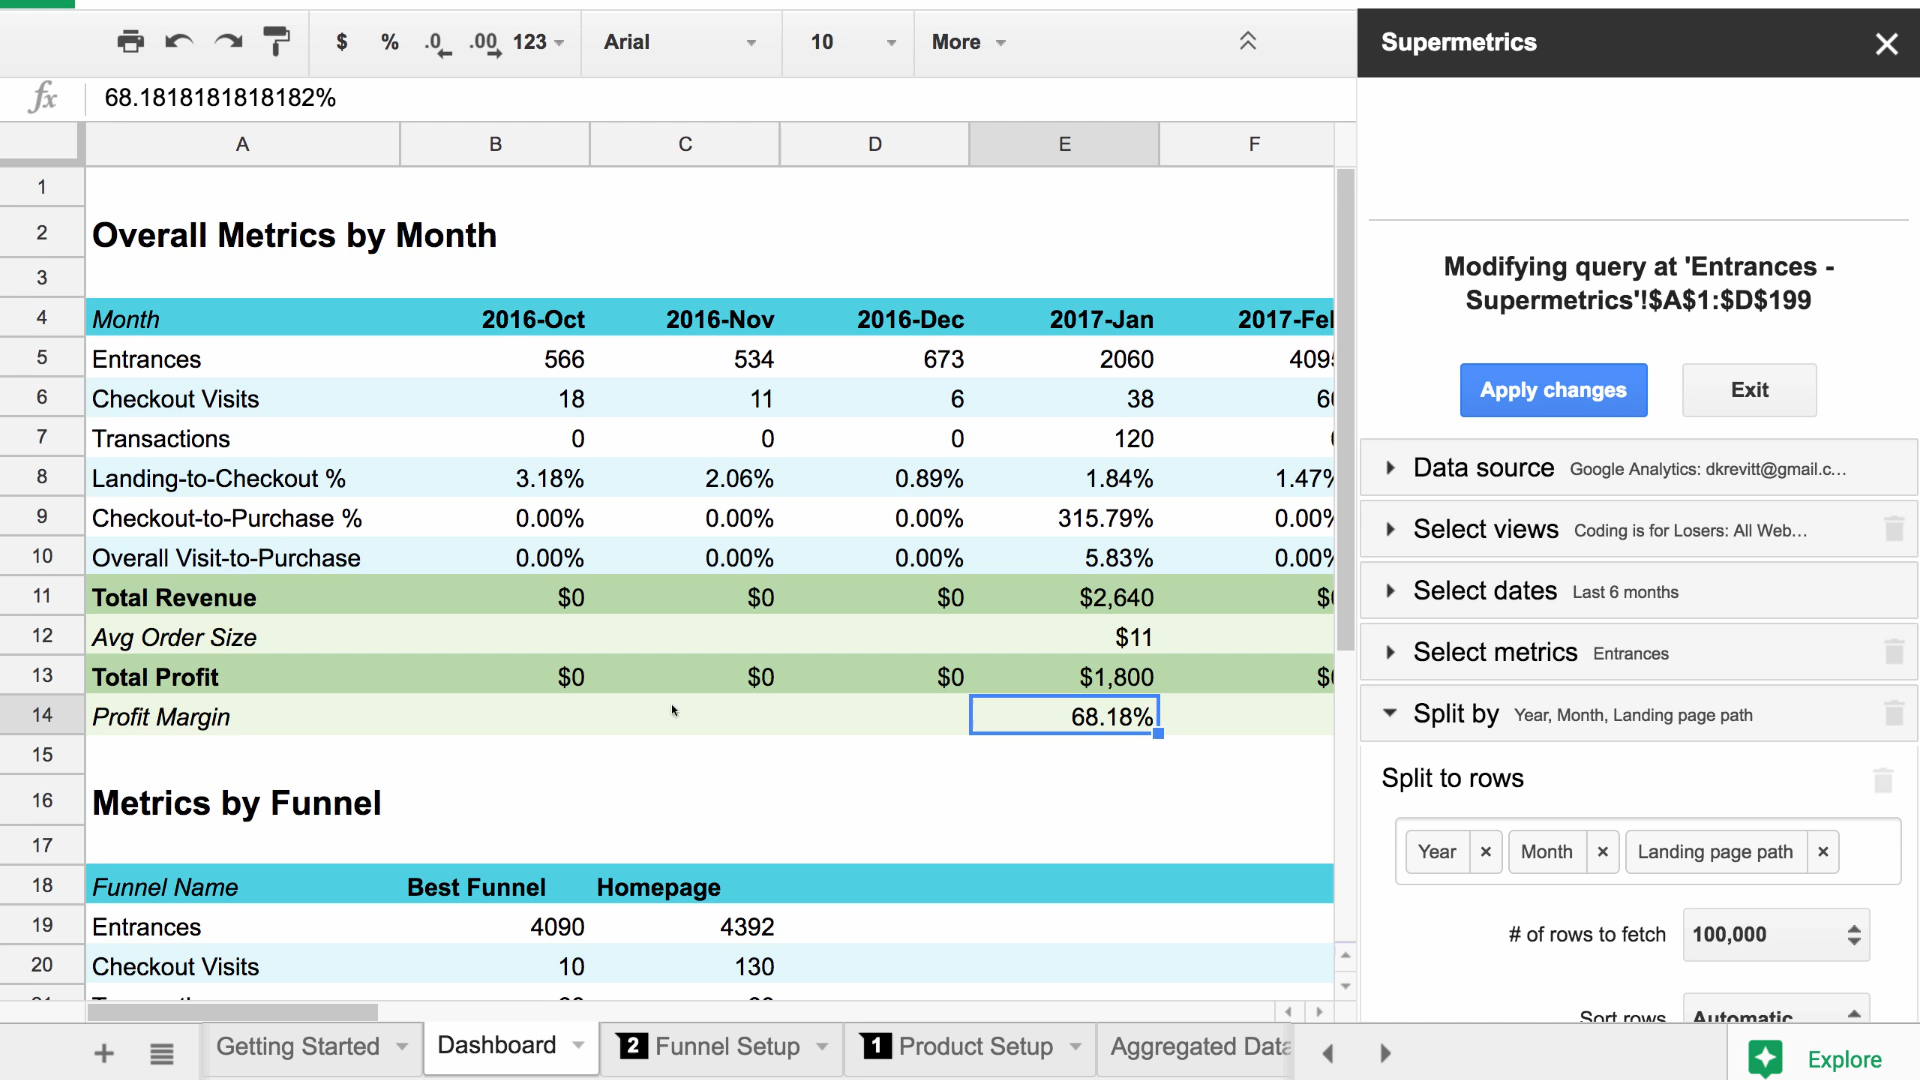 $ % .0 .00 123 Arial 10 More
Supermetrics
fx 68.1818181818182%
A B C D E F
1
2 Overall Metrics by Month
3
4 Month 2016-Oct 2016-Nov 2016-Dec 2017-Jan
5 Entrances 566 534 673 2060
6 Checkout Visits 18 11 6 38
7 Transactions 0 0 0 120
8 Landing-to-Checkout % 3.18% 2.06% 0.89% 1.84% 1.47%
9 Checkout-to-Purchase % 0.00% 0.00% 0.00% 315.79% 0.00%
10 Overall Visit-to-Purchase 0.00% 0.00% 0.00% 5.83% 0.00%
11 Total Revenue $0 $0 $0 $2,640
12 Avg Order Size $11
13 Total Profit $0 $0 $0 $1,800
14 Profit Margin 68.18%
15
16 Metrics by Funnel
17
18 Funnel Name Best Funnel Homepage
19 Entrances 4090 4392
20 Checkout Visits 10 130
Getting Started Dashboard 2 Funnel Setup 1 Product Setup Aggregated Data
Modifying query at 'Entrances -
Supermetrics'!$A$1:$D$199
Apply changes Exit
Data source Google Analytics: dkrevitt@gmail.c...
Select views Coding is for Losers: All Web...
Select dates Last 6 months
Select metrics Entrances
Split by Year, Month, Landing page path
Split to rows
Year × Month × Landing page path ×
# of rows to fetch 100,000
Sort rows Automatic
Explore